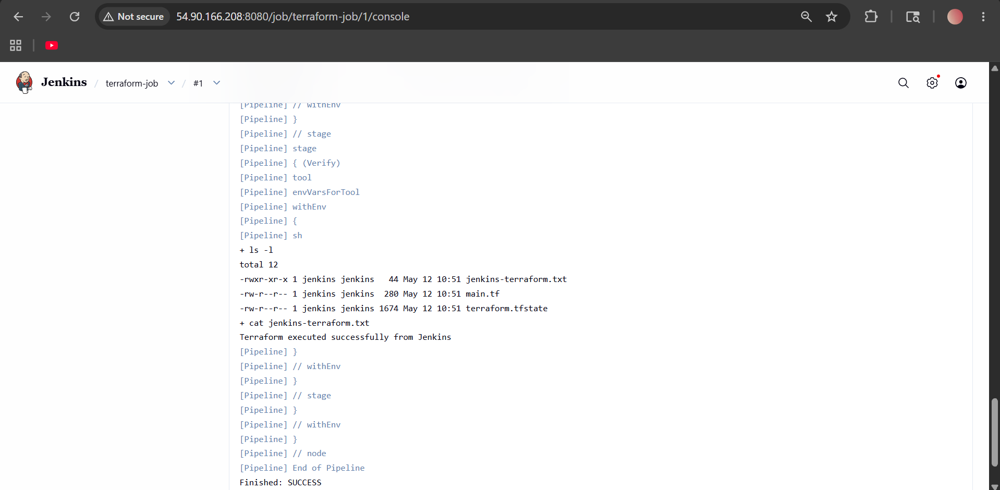 Not secure 54.90.166.208:8080/job/terraform-job/1/console
Jenkins / terraform-job / #1
[Pipeline] // withEnv
[Pipeline] }
[Pipeline] // stage
[Pipeline] stage
[Pipeline] { (Verify)
[Pipeline] tool
[Pipeline] envVarsForTool
[Pipeline] withEnv
[Pipeline] {
[Pipeline] sh
+ ls -l
total 12
-rwxr-xr-x 1 jenkins jenkins   44 May 12 10:51 jenkins-terraform.txt
-rw-r--r-- 1 jenkins jenkins  280 May 12 10:51 main.tf
-rw-r--r-- 1 jenkins jenkins 1674 May 12 10:51 terraform.tfstate
+ cat jenkins-terraform.txt
Terraform executed successfully from Jenkins
[Pipeline] }
[Pipeline] // withEnv
[Pipeline] }
[Pipeline] // stage
[Pipeline] }
[Pipeline] // withEnv
[Pipeline] }
[Pipeline] // node
[Pipeline] End of Pipeline
Finished: SUCCESS